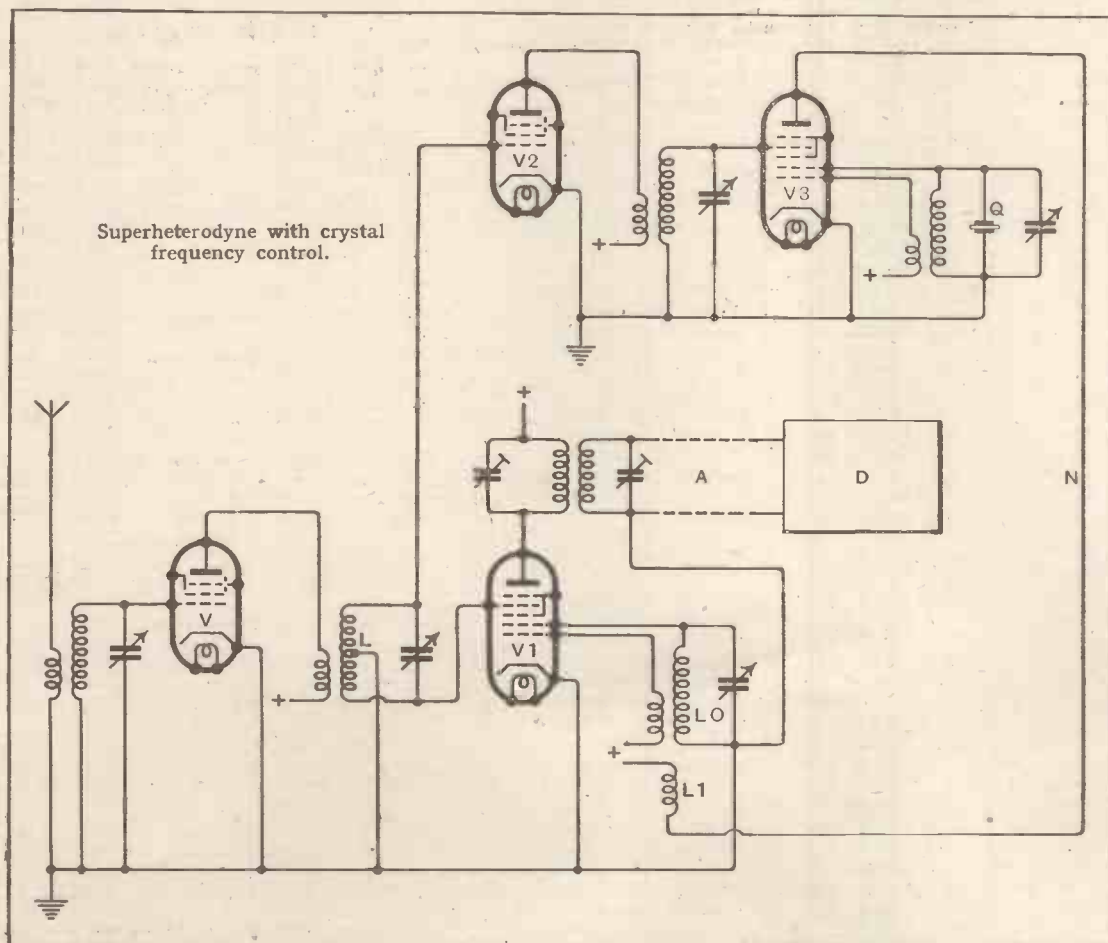 V2
V3
Q
Superheterodyne with crystal
frequency control.
+
+
+
A
D
N
V
L
V1
+
LO
+
L1